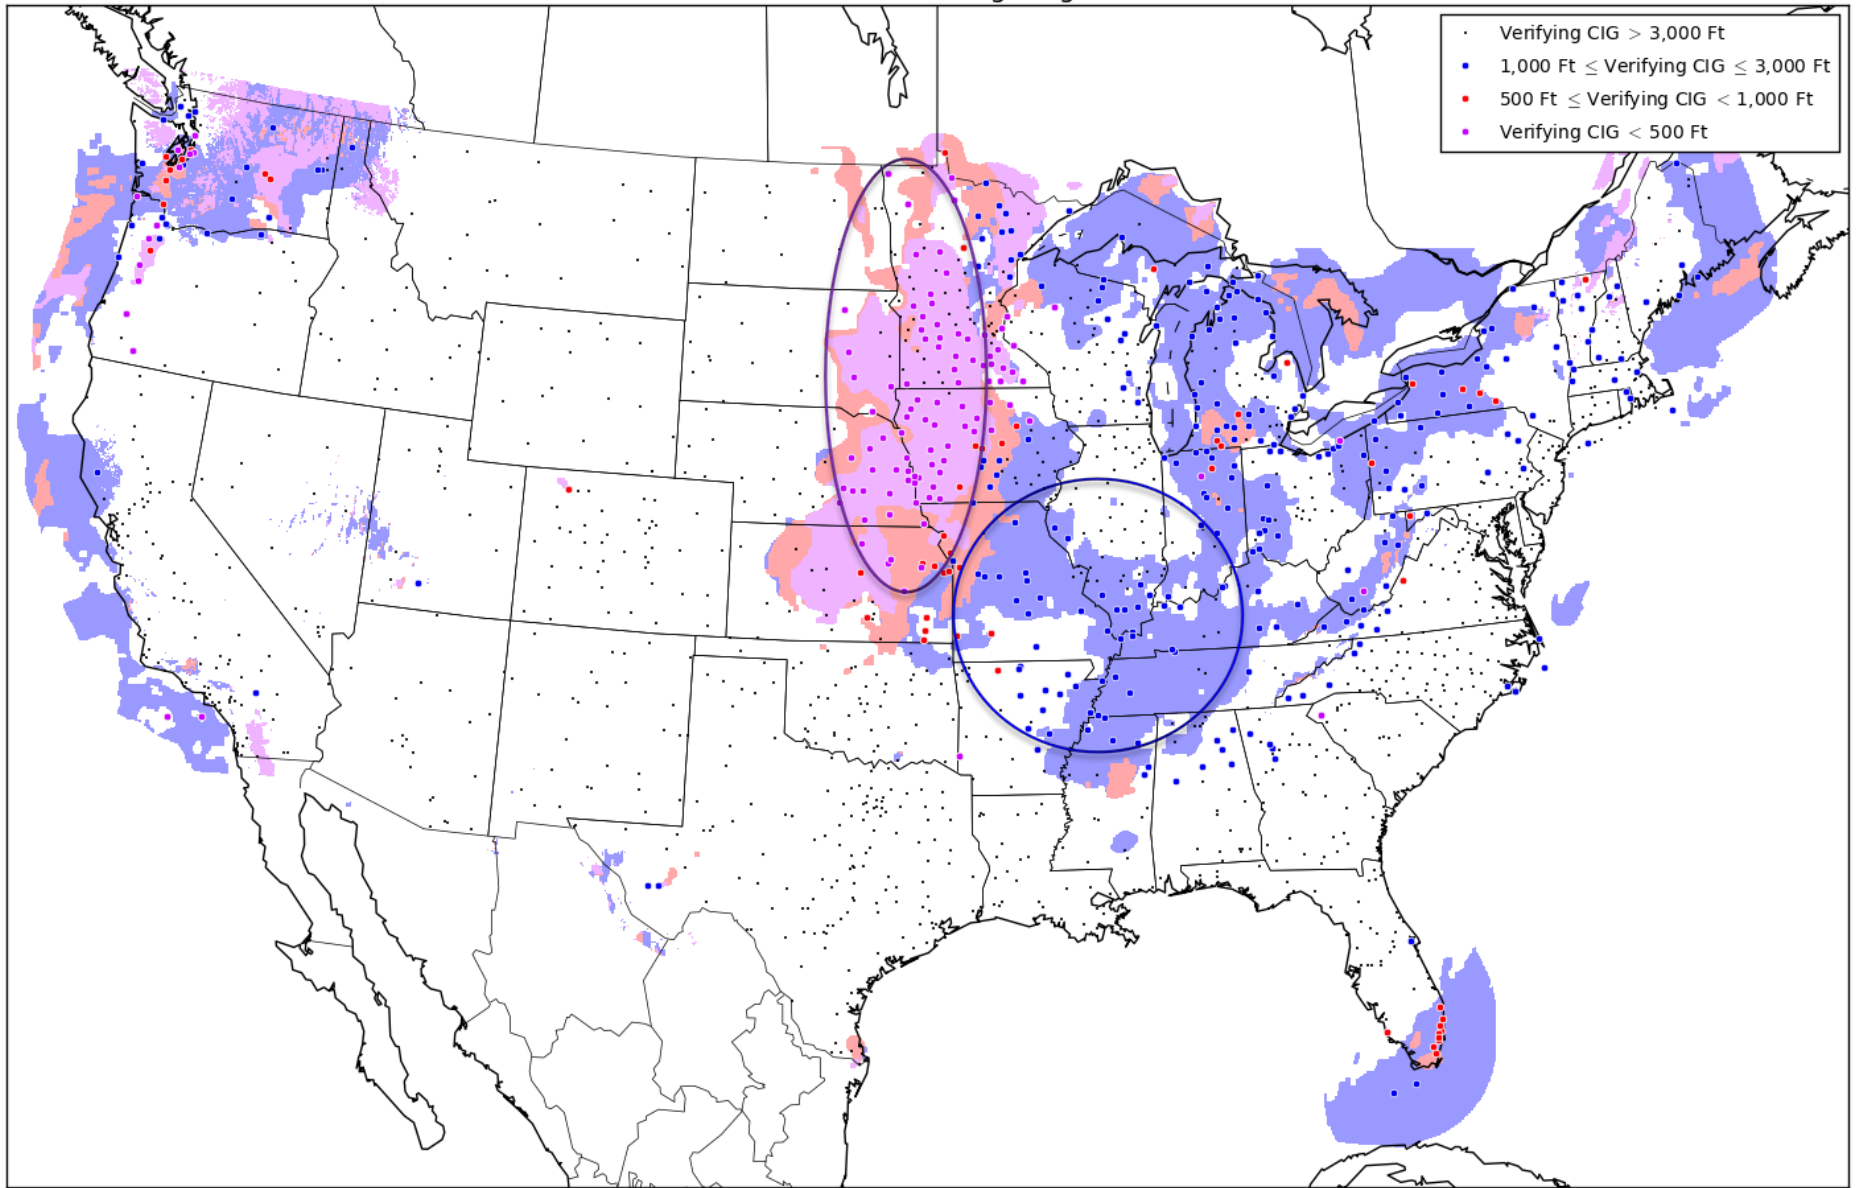 Verifying CIG > 3,000 Ft
1,000 Ft ≤ Verifying CIG ≤ 3,000 Ft
500 Ft ≤ Verifying CIG < 1,000 Ft
Verifying CIG < 500 Ft